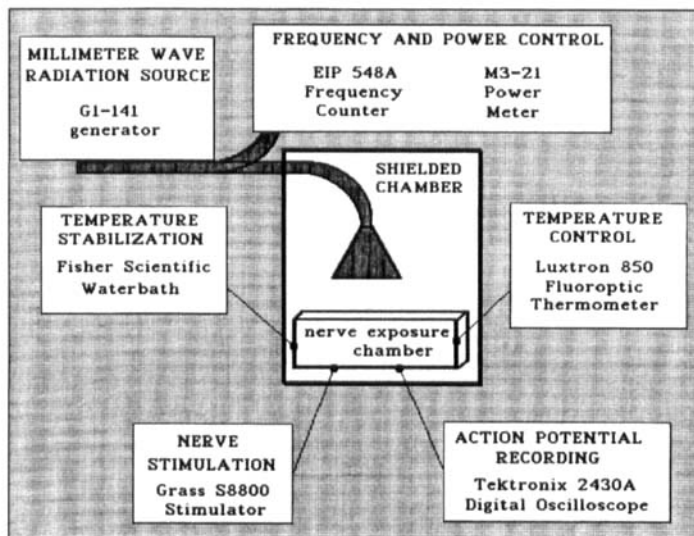 MILLIMETER WAVE
RADIATION SOURCE
G1-141
generator
FREQUENCY AND POWER CONTROL
EIP 548A
Frequency
Counter
M3-21
Power
Meter
SHIELDED
CHAMBER
TEMPERATURE
STABILIZATION
Fisher Scientific
Waterbath
TEMPERATURE
CONTROL
Luxtron 850
Fluoroptic
Thermometer
nerve exposure
chamber
NERVE
STIMULATION
Grass S8800
Stimulator
ACTION POTENTIAL
RECORDING
Tektronix 2430A
Digital Oscilloscope